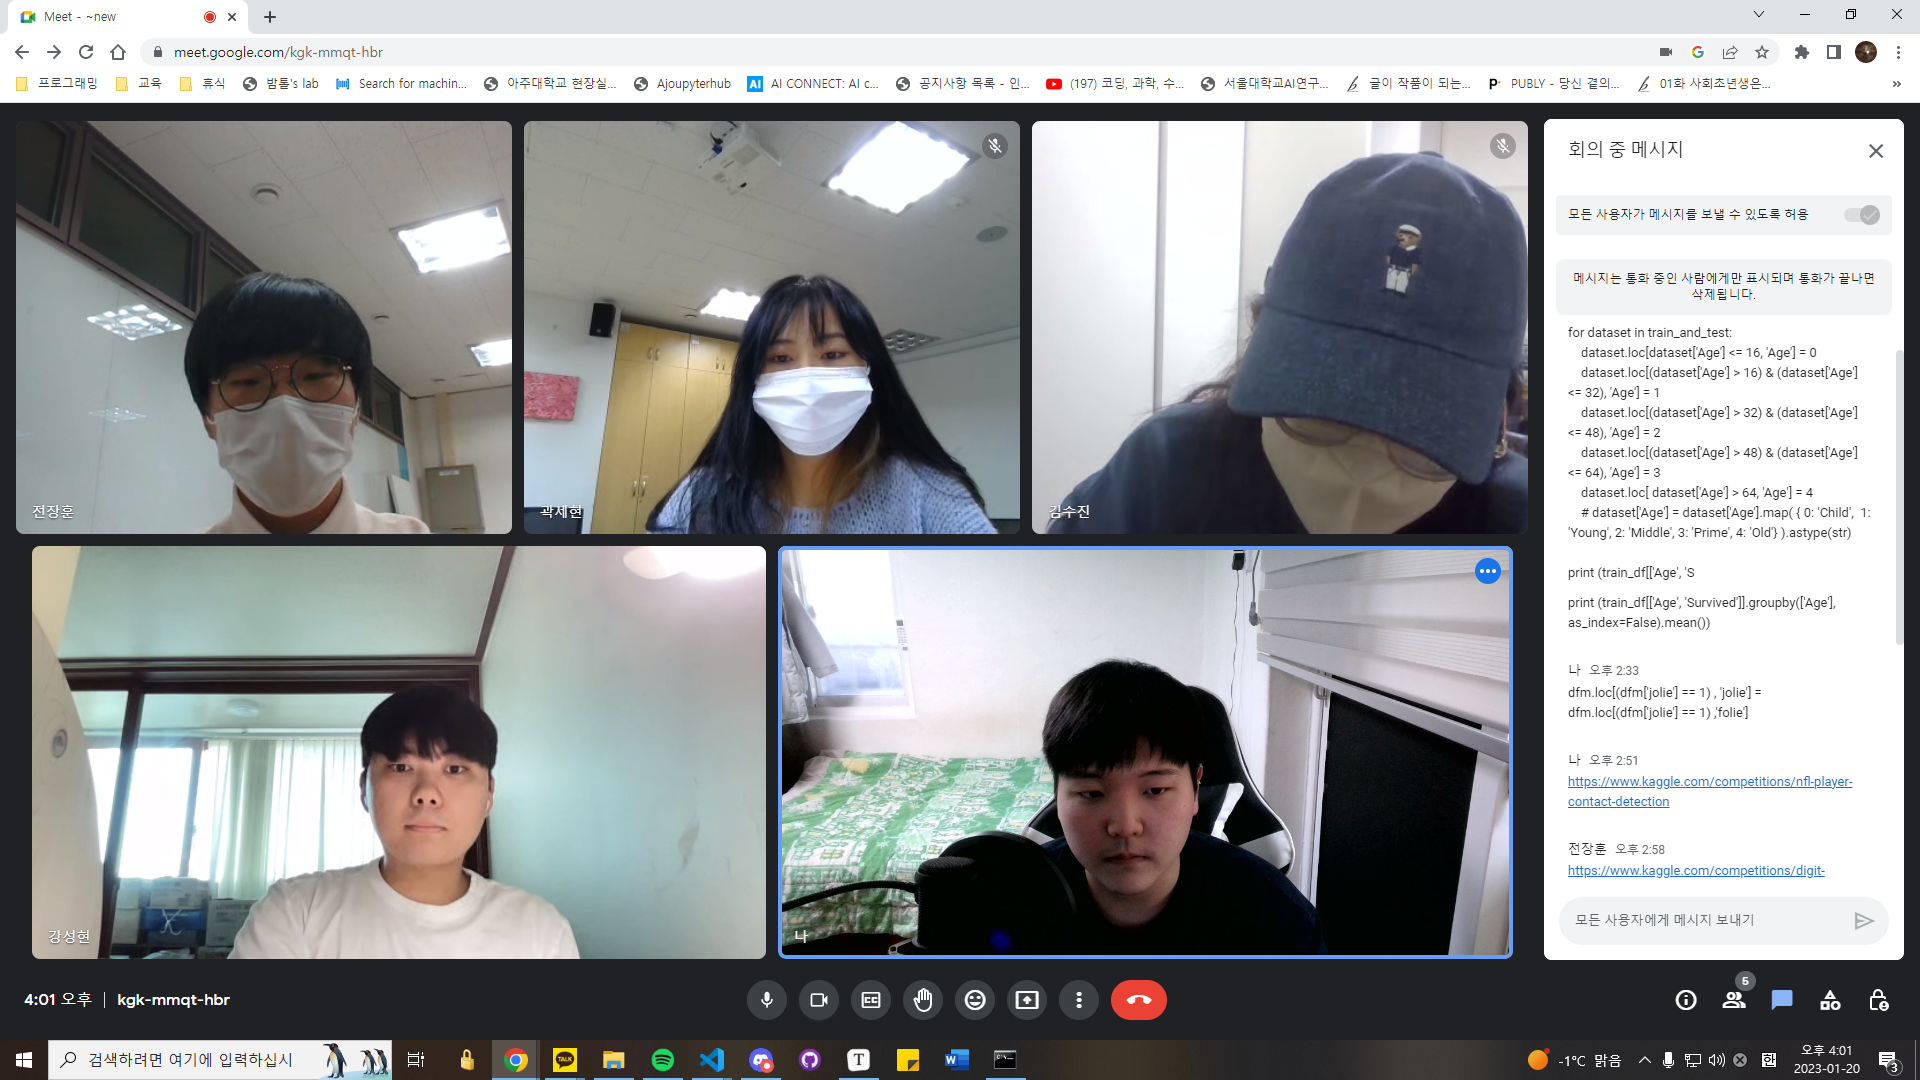 Meet - ~new
meet.google.com/kgk-mmqt-hbr
프로그래밍
교육
휴식
밤톨's lab
Search for machin...
아주대학교 현장실...
Ajoupyterhub
AI CONNECT: AI c...
공지사항 목록 - 인...
(197) 코딩, 과학, 수...
서울대학교AI연구...
글이 작품이 되는...
PUBLY - 당신 곁의...
01화 사회초년생은...
전장훈
곽세현
김수진
강성현
나
회의 중 메시지
모든 사용자가 메시지를 보낼 수 있도록 허용
메시지는 통화 중인 사람에게만 표시되며 통화가 끝나면
삭제됩니다.
for dataset in train_and_test:
dataset.loc[dataset['Age'] <= 16, 'Age'] = 0
dataset.loc[(dataset['Age'] > 16) & (dataset['Age']
<= 32), 'Age'] = 1
dataset.loc[(dataset['Age'] > 32) & (dataset['Age']
<= 48), 'Age'] = 2
dataset.loc[(dataset['Age'] > 48) & (dataset['Age']
<= 64), 'Age'] = 3
dataset.loc[ dataset['Age'] > 64, 'Age'] = 4
# dataset['Age'] = dataset['Age'].map( { 0: 'Child',  1:
'Young', 2: 'Middle', 3: 'Prime', 4: 'Old'} ).astype(str)
print (train_df[['Age', 'S
print (train_df[['Age', 'Survived']].groupby(['Age'],
as_index=False).mean())
나 오후 2:33
dfm.loc[(dfm['jolie'] == 1) , 'jolie'] =
dfm.loc[(dfm['jolie'] == 1) ,'folie']
나 오후 2:51
https://www.kaggle.com/competitions/nfl-player-
contact-detection
전장훈 오후 2:58
https://www.kaggle.com/competitions/digit-
모든 사용자에게 메시지 보내기
4:01 오후 | kgk-mmqt-hbr
5
검색하려면 여기에 입력하십시
TALK
T
W
-1°C 맑음
한
오후 4:01
2023-01-20
3